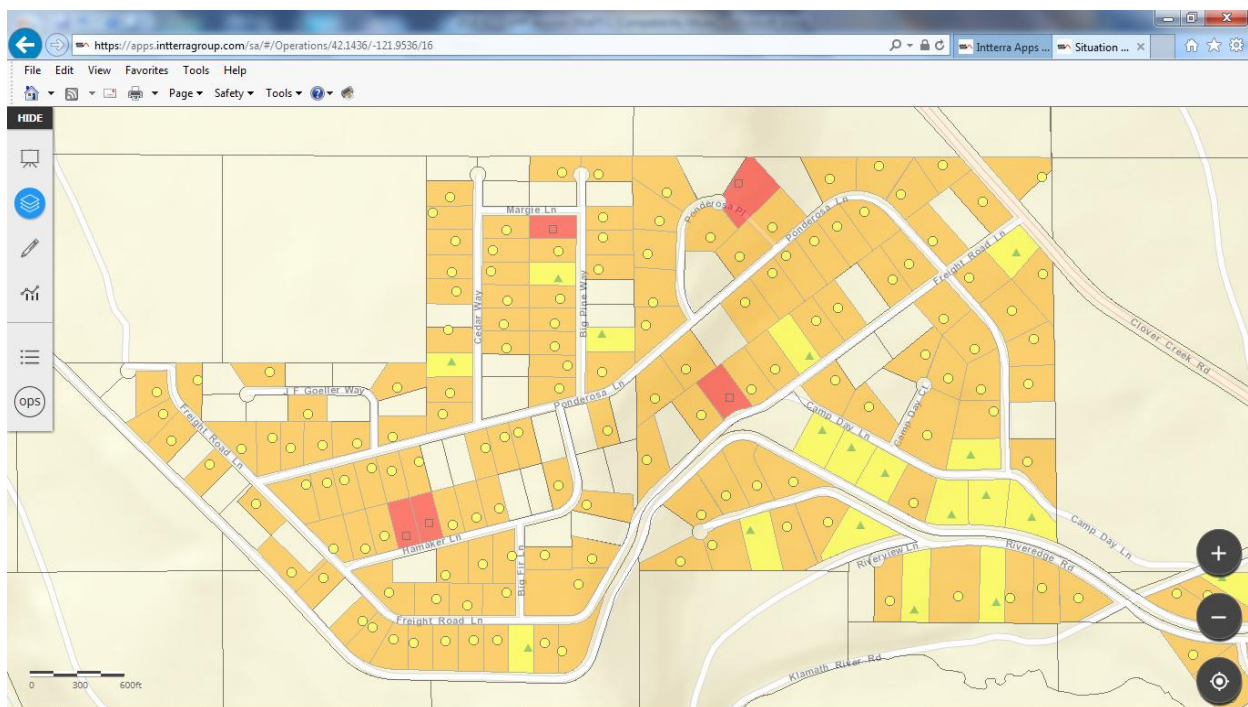 https://apps.intterragroup.com/sa/#/Operations/42.1436/-121.9536/16
Intterra Apps ...
Situation ...
File Edit View Favorites Tools Help
Page Safety Tools
HIDE
Margie Ln
Ponderosa Pl
Ponderosa Ln
Freight Road Ln
Cedar Way
Big Pine Way
Clover Creek Rd
J F Goeller Way
Ponderosa Ln
Freight Road Ln
Camp Day Ln
Camp Day Ct
ops
Hamaker Ln
Big Fir Ln
Camp Day Ln
Riverview Ln
Riveredge Rd
Freight Road Ln
Klamath River Rd
0 300 600ft